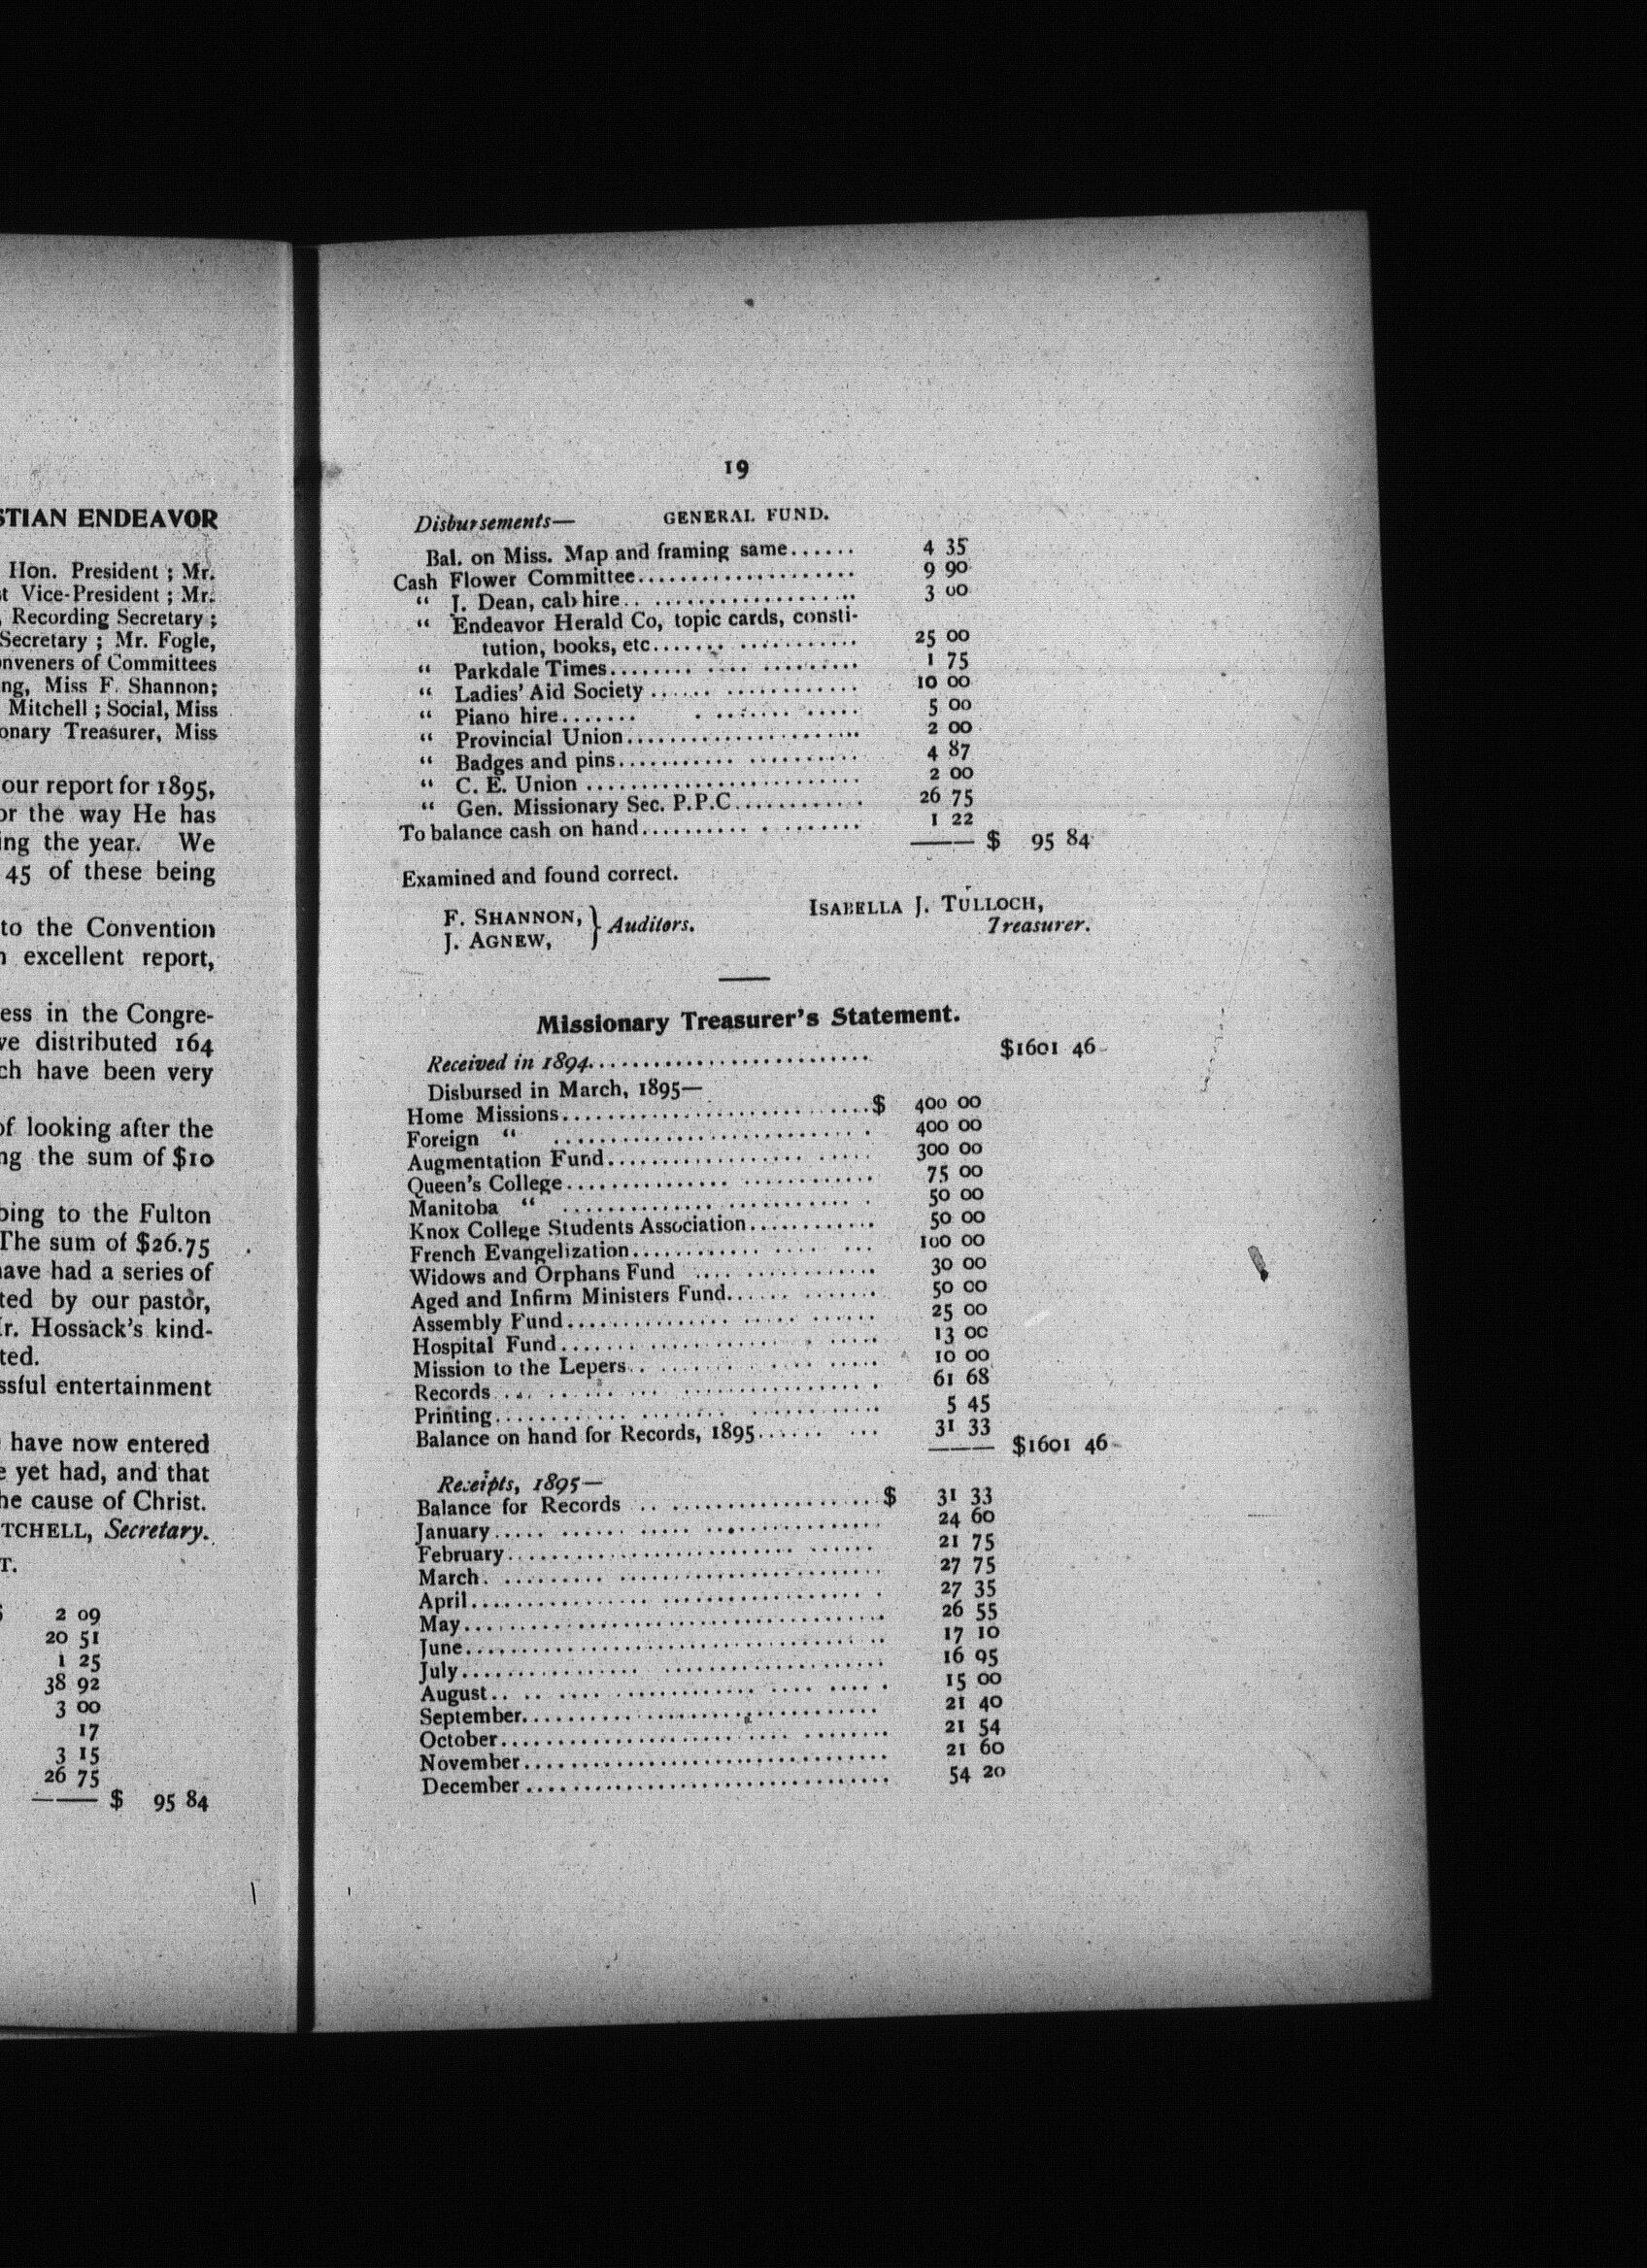 STIAN ENDEAVOR
Hon. President ; Mr.
t Vice-President ; Mr.
, Recording Secretary ;
Secretary ; Mr. Fogle,
nveners of Committees
ng, Miss F. Shannon;
Mitchell ; Social, Miss
onary Treasurer, Miss
our report for 1895,
or the way He has
ing the year. We
45 of these being
to the Convention
n excellent report,
ess in the Congre-
ve distributed 164
ch have been very
of looking after the
ng the sum of $10
bing to the Fulton
The sum of $26.75
have had a series of
ted by our pastor,
Ir. Hossack's kind-
ted.
ssful entertainment
have now entered
e yet had, and that
he cause of Christ.
TCHELL, Secretary.
T.
2 09
20 51
1 25
38 92
3 00
17
3 15
26 75
——— $ 95 84
19
Disbursements— GENERAL FUND.
Bal. on Miss. Map and framing same...... 4 35
Cash Flower Committee.................... 9 90
" J. Dean, cab hire.................... 3 00
" Endeavor Herald Co, topic cards, consti-
tution, books, etc.................... 25 00
" Parkdale Times.................... 1 75
" Ladies' Aid Society.................... 10 00
" Piano hire.................... 5 00
" Provincial Union.................... 2 00
" Badges and pins.................... 4 87
" C. E. Union.................... 2 00
" Gen. Missionary Sec. P.P.C............ 26 75
To balance cash on hand.................... 1 22
——— $ 95 84
Examined and found correct.
F. SHANNON, } Auditors. ISABELLA J. TULLOCH,
J. AGNEW, Treasurer.
Missionary Treasurer's Statement.
Received in 1894.......................... $1601 46
Disbursed in March, 1895—
Home Missions..........................$ 400 00
Foreign " .......................... 400 00
Augmentation Fund.................... 300 00
Queen's College.................... 75 00
Manitoba " .................... 50 00
Knox College Students Association............ 50 00
French Evangelization.................... 100 00
Widows and Orphans Fund .................... 30 00
Aged and Infirm Ministers Fund............ 50 00
Assembly Fund.................... 25 00
Hospital Fund.................... 13 00
Mission to the Lepers.................... 10 00
Records.................... 61 68
Printing.................... 5 45
Balance on hand for Records, 1895............ 31 33
——— $1601 46
Receipts, 1895—
Balance for Records ....................$ 31 33
January.................... 24 60
February.................... 21 75
March.................... 27 75
April.................... 27 35
May.................... 26 55
June.................... 17 10
July.................... 16 95
August.................... 15 00
September.................... 21 40
October.................... 21 54
November.................... 21 60
December.................... 54 20